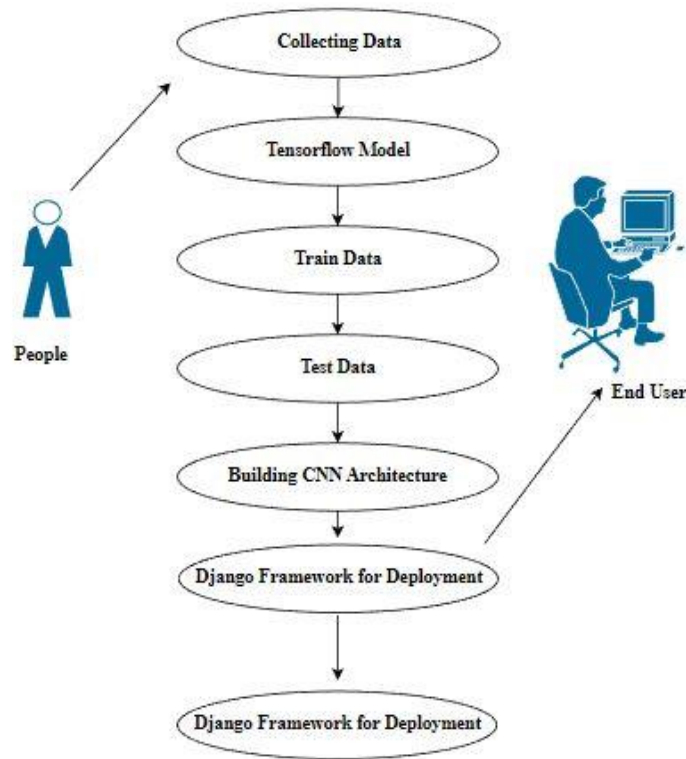 Collecting Data
Tensorflow Model
Train Data
People
Test Data
End User
Building CNN Architecture
Django Framework for Deployment
Django Framework for Deployment